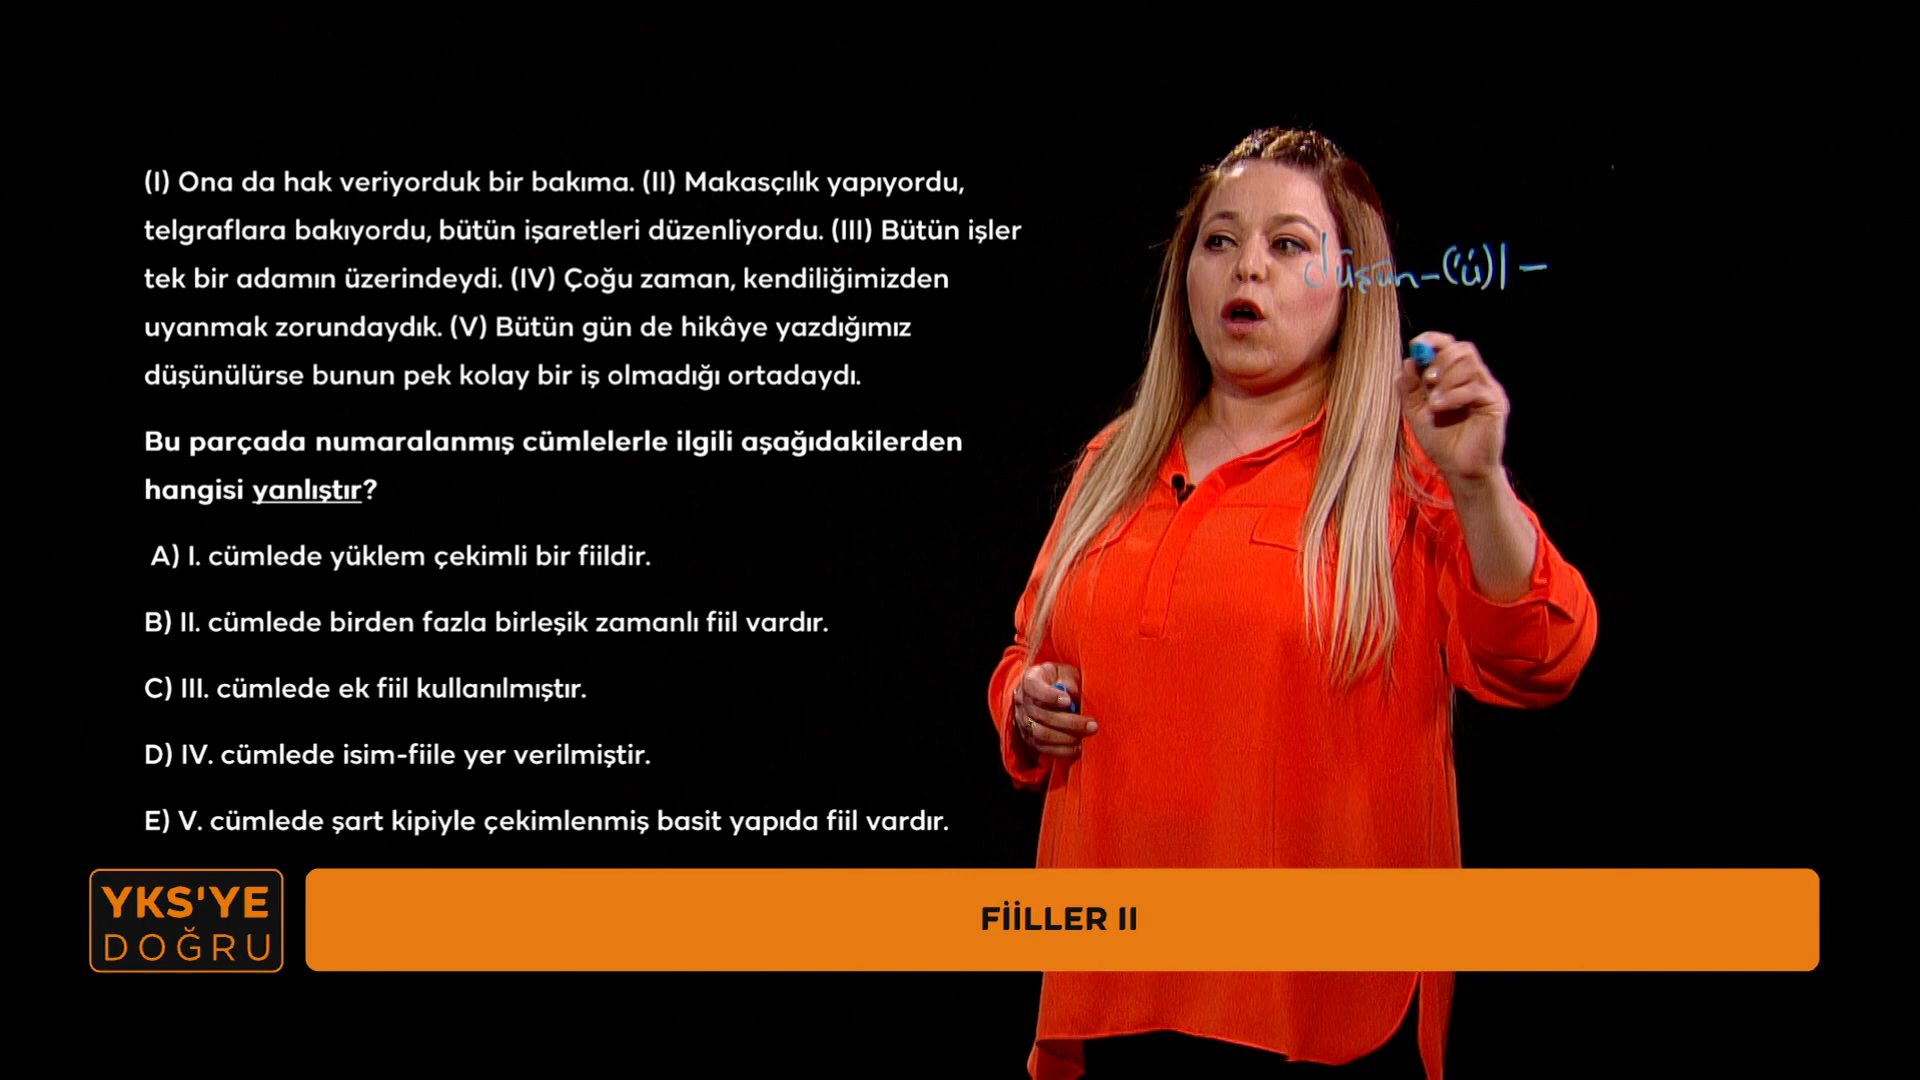 (I) Ona da hak veriyorduk bir bakıma. (II) Makasçılık yapıyordu,
telgraflara bakıyordu, bütün işaretleri düzenliyordu. (III) Bütün işler
tek bir adamın üzerindeydi. (IV) Çoğu zaman, kendiliğimizden
uyanmak zorundaydık. (V) Bütün gün de hikâye yazdığımız
düşünülürse bunun pek kolay bir iş olmadığı ortadaydı.
Bu parçada numaralanmış cümlelerle ilgili aşağıdakilerden
hangisi yanlıştır?
A) I. cümlede yüklem çekimli bir fiildir.
B) II. cümlede birden fazla birleşik zamanlı fiil vardır.
C) III. cümlede ek fiil kullanılmıştır.
D) IV. cümlede isim-fiile yer verilmiştir.
E) V. cümlede şart kipiyle çekimlenmiş basit yapıda fiil vardır.
düşün-(ü)l-
YKS'YE
DOĞRU
FİİLLER II